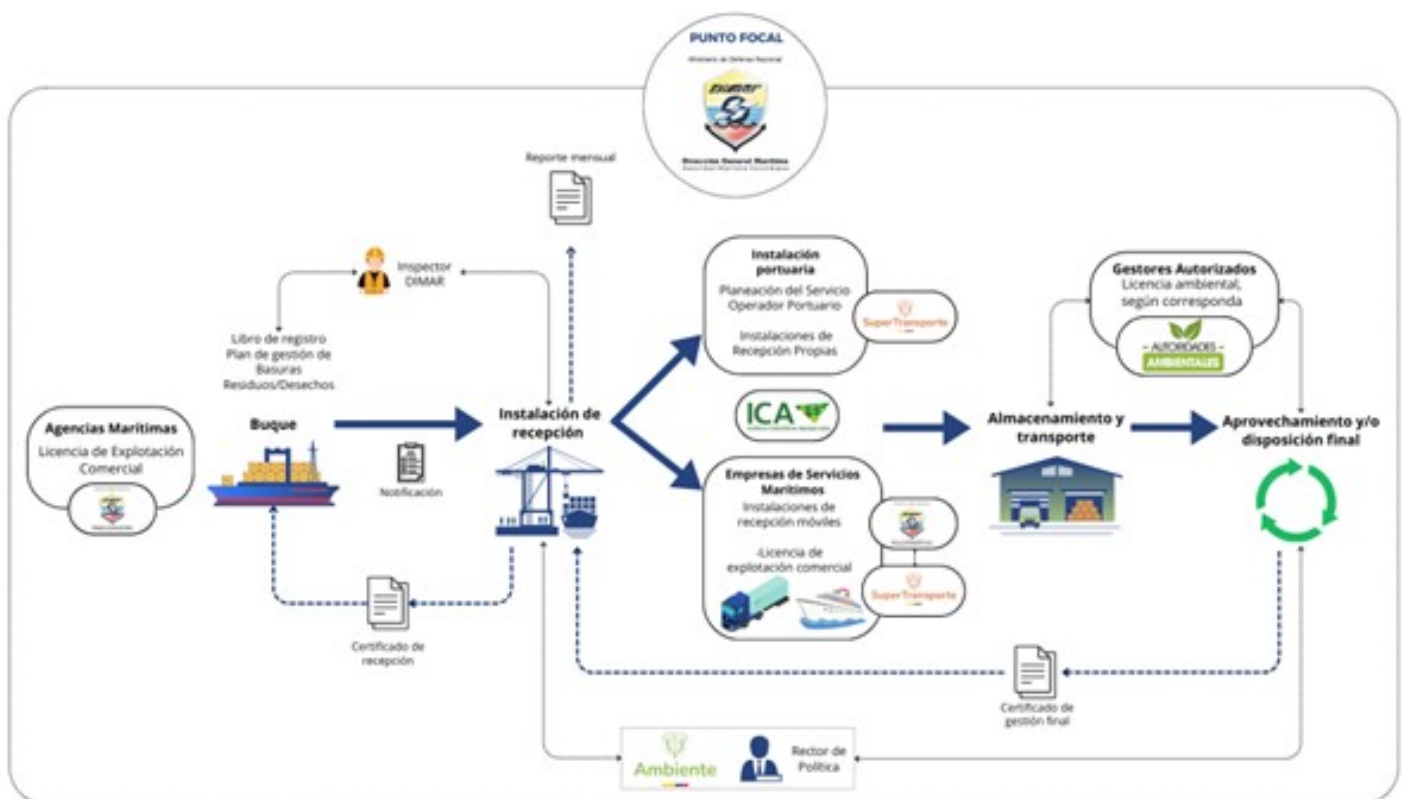 PUNTO FOCAL
Ministerio de Defensa Nacional
Dimar
Dirección General Marítima
Autoridad Marítima Colombiana
Reporte mensual
Inspector
DIMAR
Libro de registro
Plan de gestión de
Basuras
Residuos/Desechos
Agencias Marítimas
Licencia de Explotación
Comercial
Buque
Notificación
Instalación de
recepción
Certificado de
recepción
Instalación
portuaria
Planeación del Servicio
Operador Portuario
Instalaciones de
Recepción Propias
SuperTransporte
ICA
Empresas de Servicios
Marítimos
Instalaciones de
recepción móviles
-Licencia de
explotación comercial
SuperTransporte
Almacenamiento y
transporte
Gestores Autorizados
Licencia ambiental,
según corresponda
AUTORIDADES
AMBIENTALES
Aprovechamiento y/o
disposición final
Certificado de
gestión final
Ambiente
Rector de
Política